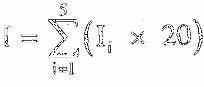 I = \sum_{i=1}^{5} (I_i × 20)